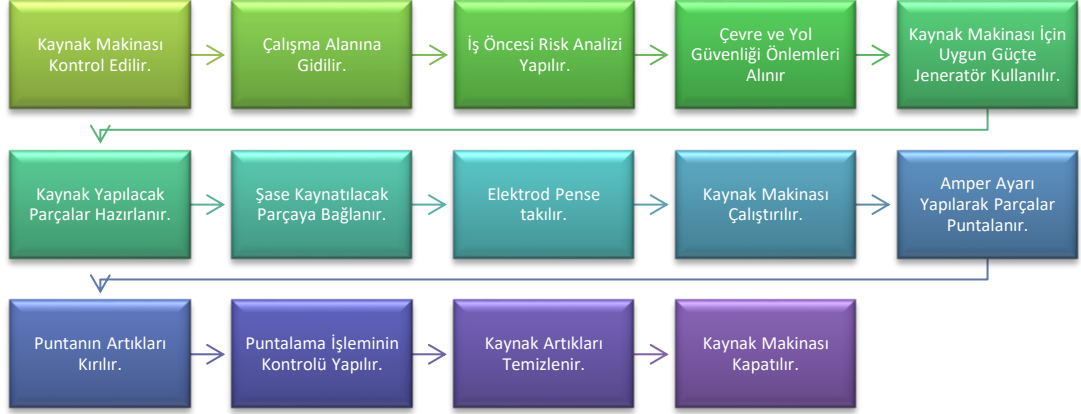 Kaynak Makinası
Kontrol Edilir.
Çalışma Alanına
Gidilir.
İş Öncesi Risk Analizi
Yapılır.
Çevre ve Yol
Güvenliği Önlemleri
Alınır
Kaynak Makinası İçin
Uygun Güçte
Jeneratör Kullanılır.
Kaynak Yapılacak
Parçalar Hazırlanır.
Şase Kaynatılacak
Parçaya Bağlanır.
Elektrod Pense
takılır.
Kaynak Makinası
Çalıştırılır.
Amper Ayarı
Yapılarak Parçalar
Puntalanır.
Puntanın Artıkları
Kırılır.
Puntalama İşleminin
Kontrolü Yapılır.
Kaynak Artıkları
Temizlenir.
Kaynak Makinası
Kapatılır.